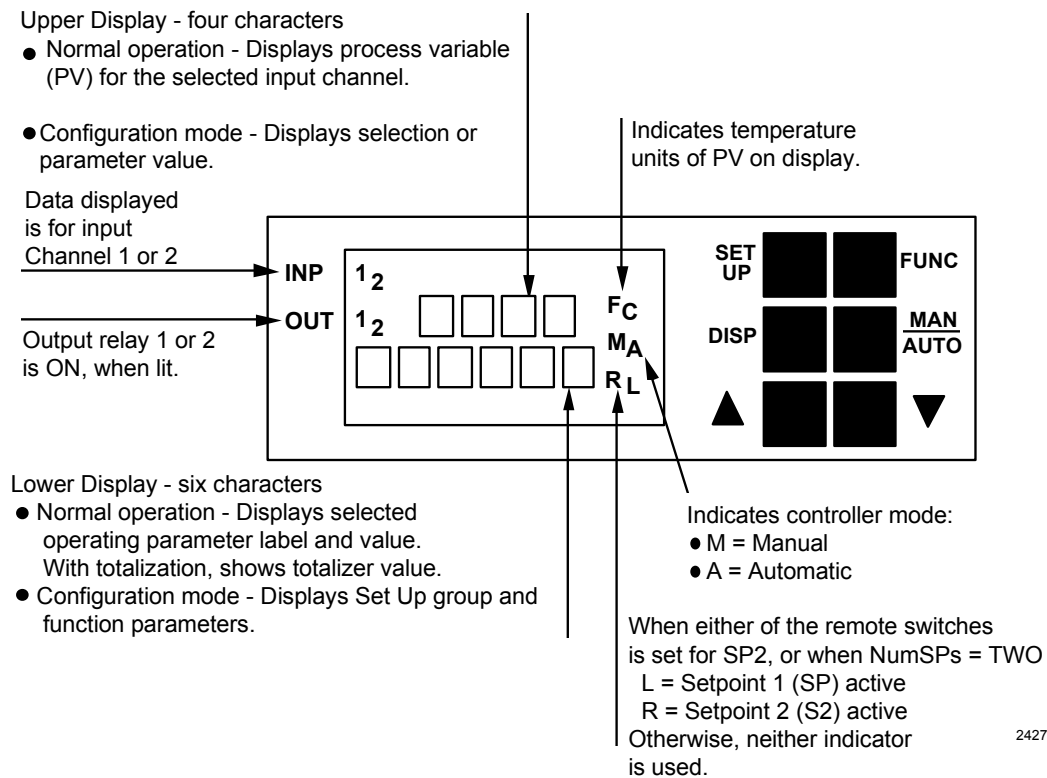 Upper Display - four characters
● Normal operation - Displays process variable
(PV) for the selected input channel.
● Configuration mode - Displays selection or
parameter value.
Indicates temperature
units of PV on display.
Data displayed
is for input
Channel 1 or 2
Output relay 1 or 2
is ON, when lit.
INP 1 2
OUT 1 2
F C
M A
R L
SET
UP
FUNC
DISP
MAN
AUTO
▲ ▼
Lower Display - six characters
● Normal operation - Displays selected
operating parameter label and value.
With totalization, shows totalizer value.
● Configuration mode - Displays Set Up group and
function parameters.
Indicates controller mode:
● M = Manual
● A = Automatic
When either of the remote switches
is set for SP2, or when NumSPs = TWO
L = Setpoint 1 (SP) active
R = Setpoint 2 (S2) active
Otherwise, neither indicator
is used.
2427